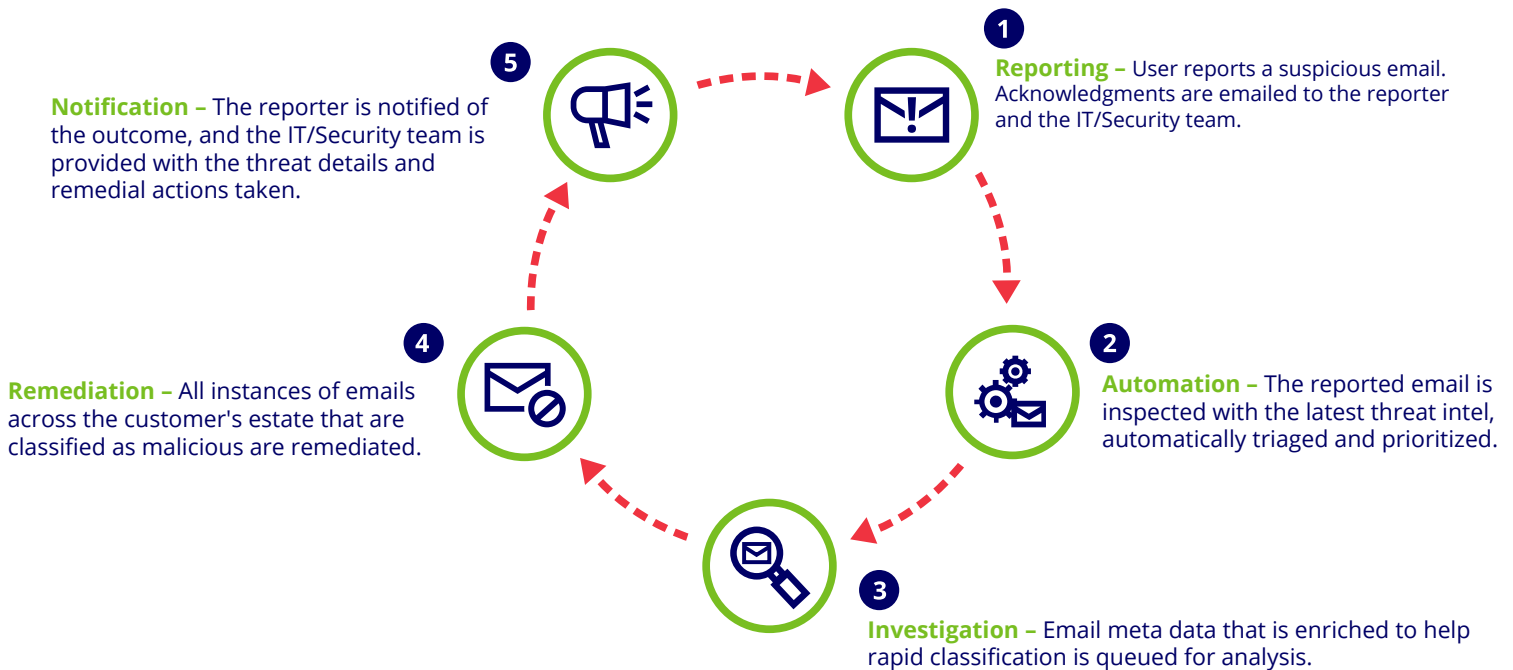 1
Reporting – User reports a suspicious email.
Acknowledgments are emailed to the reporter
and the IT/Security team.
2
Automation – The reported email is
inspected with the latest threat intel,
automatically triaged and prioritized.
3
Investigation – Email meta data that is enriched to help
rapid classification is queued for analysis.
4
Remediation – All instances of emails
across the customer's estate that are
classified as malicious are remediated.
5
Notification – The reporter is notified of
the outcome, and the IT/Security team is
provided with the threat details and
remedial actions taken.